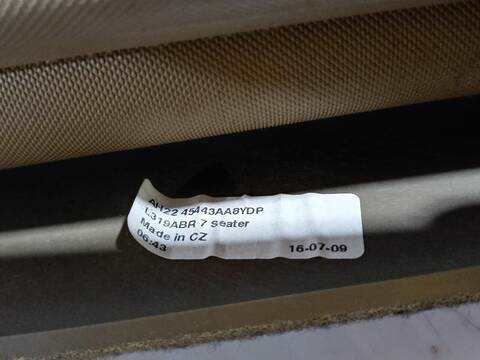 AH22 45443AA8YDP
L319ABR 7 seater
Made in CZ
06:43 16-07-09